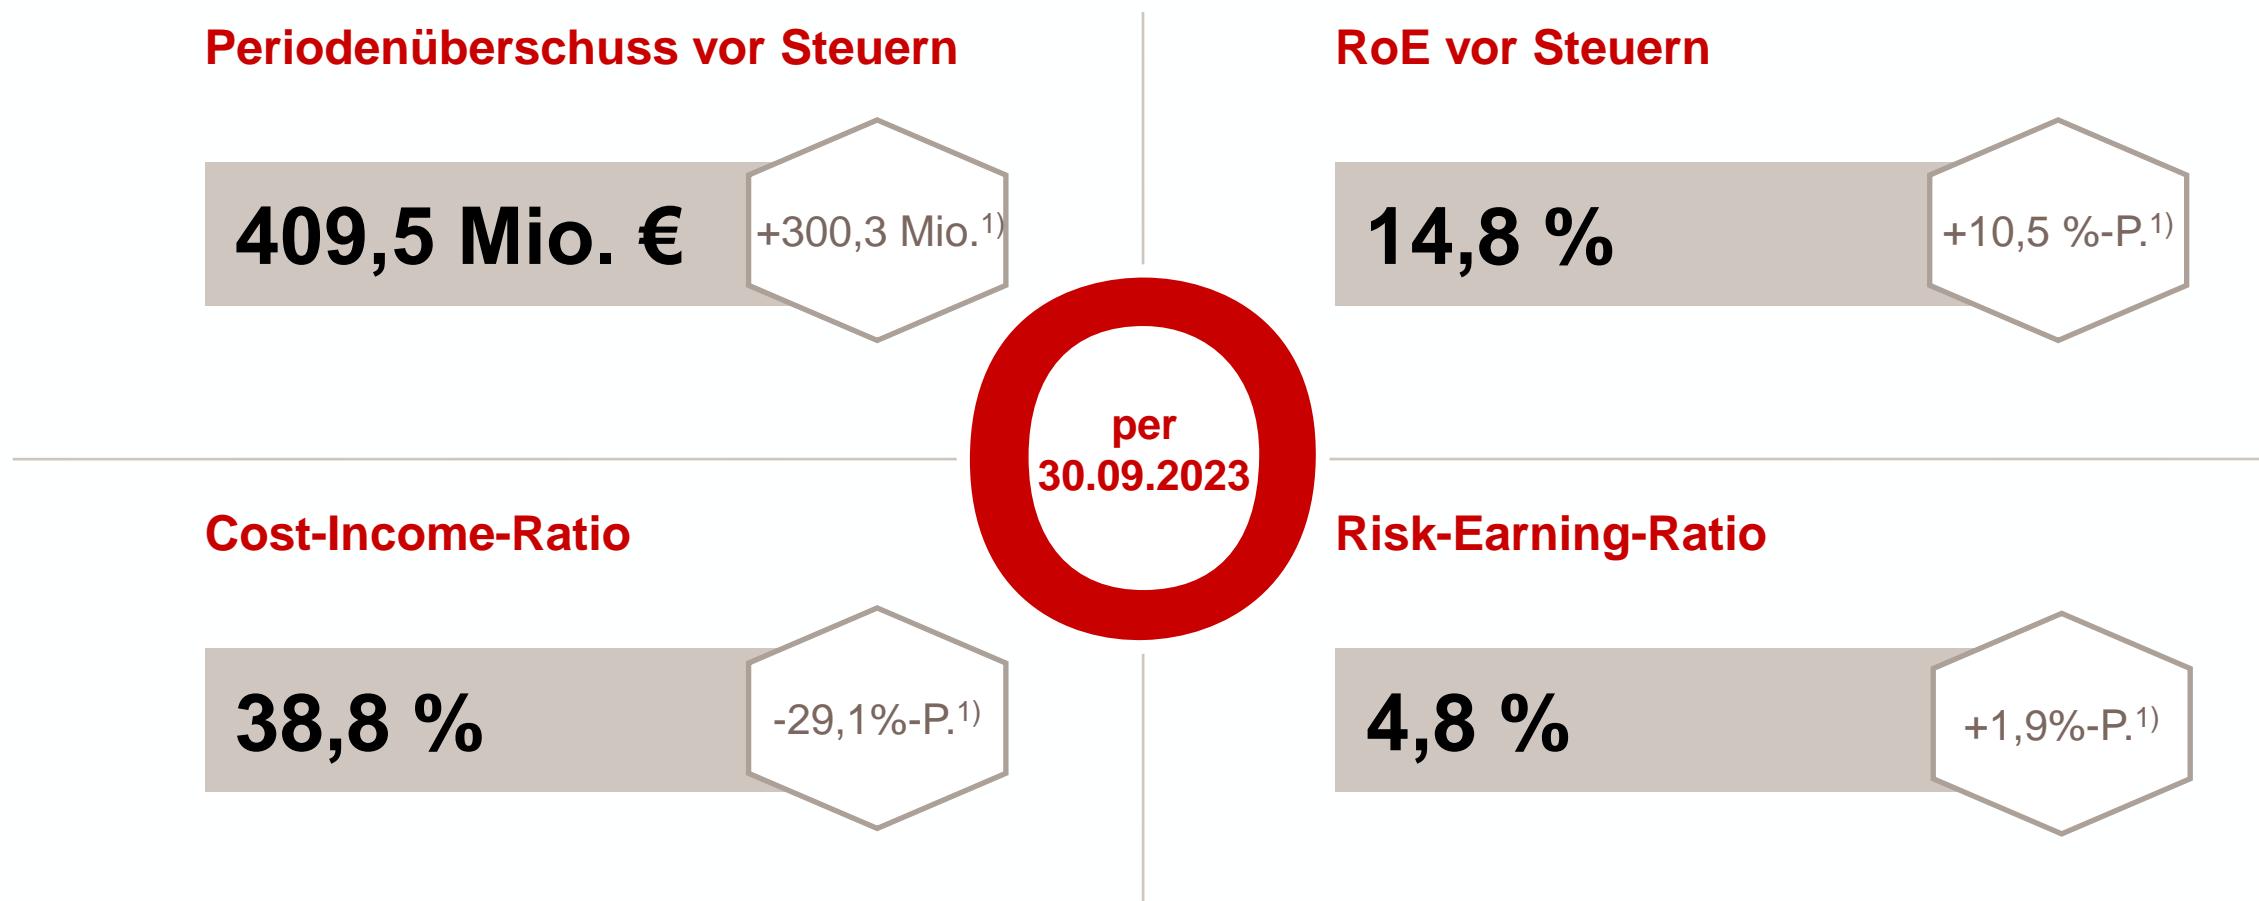 Periodenüberschuss vor Steuern
409,5 Mio. €
+300,3 Mio.1)
RoE vor Steuern
14,8 %
+10,5 %-P.1)
per
30.09.2023
Cost-Income-Ratio
38,8 %
-29,1%-P.1)
Risk-Earning-Ratio
4,8 %
+1,9%-P.1)